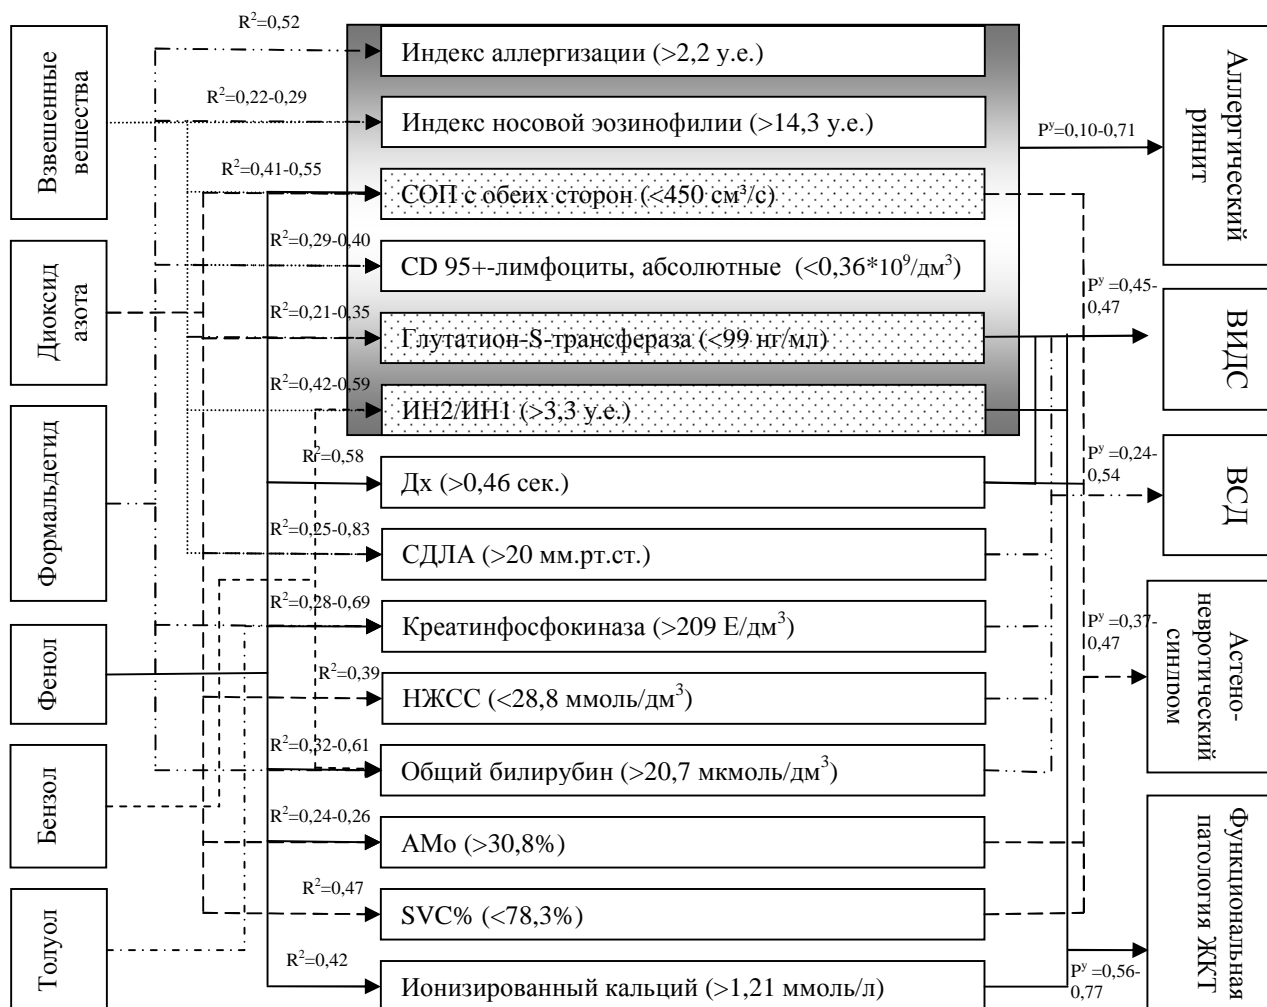 Взвешенные
вешества
Диоксид
азота
Формальдегид
Фенол
Бензол
Толуол
R²=0,52
Индекс аллергизации (>2,2 у.е.)
R²=0,22-0,29
Индекс носовой эозинофилии (>14,3 у.е.)
R²=0,41-0,55
СОП с обеих сторон (<450 см³/с)
R²=0,29-0,40
CD 95+-лимфоциты, абсолютные (<0,36*10⁹/дм³)
R²=0,21-0,35
Глутатион-S-трансфераза (<99 нг/мл)
R²=0,42-0,59
ИН2/ИН1 (>3,3 у.е.)
R²=0,58
Дх (>0,46 сек.)
R²=0,25-0,83
СДЛА (>20 мм.рт.ст.)
R²=0,28-0,69
Креатинфосфокиназа (>209 Е/дм³)
R²=0,39
НЖСС (<28,8 ммоль/дм³)
R²=0,32-0,61
Общий билирубин (>20,7 мкмоль/дм³)
R²=0,24-0,26
АМо (>30,8%)
R²=0,47
SVC% (<78,3%)
R²=0,42
Ионизированный кальций (>1,21 ммоль/л)
Pʸ=0,10-0,71
Аллергический
ринит
Pʸ =0,45-
0,47
ВИДС
Pʸ =0,24-
0,54
ВСД
Pʸ =0,37-
0,47
Астено-
невротический
синдром
Pʸ =0,56-
0,77
Функциональная
патология ЖКТ